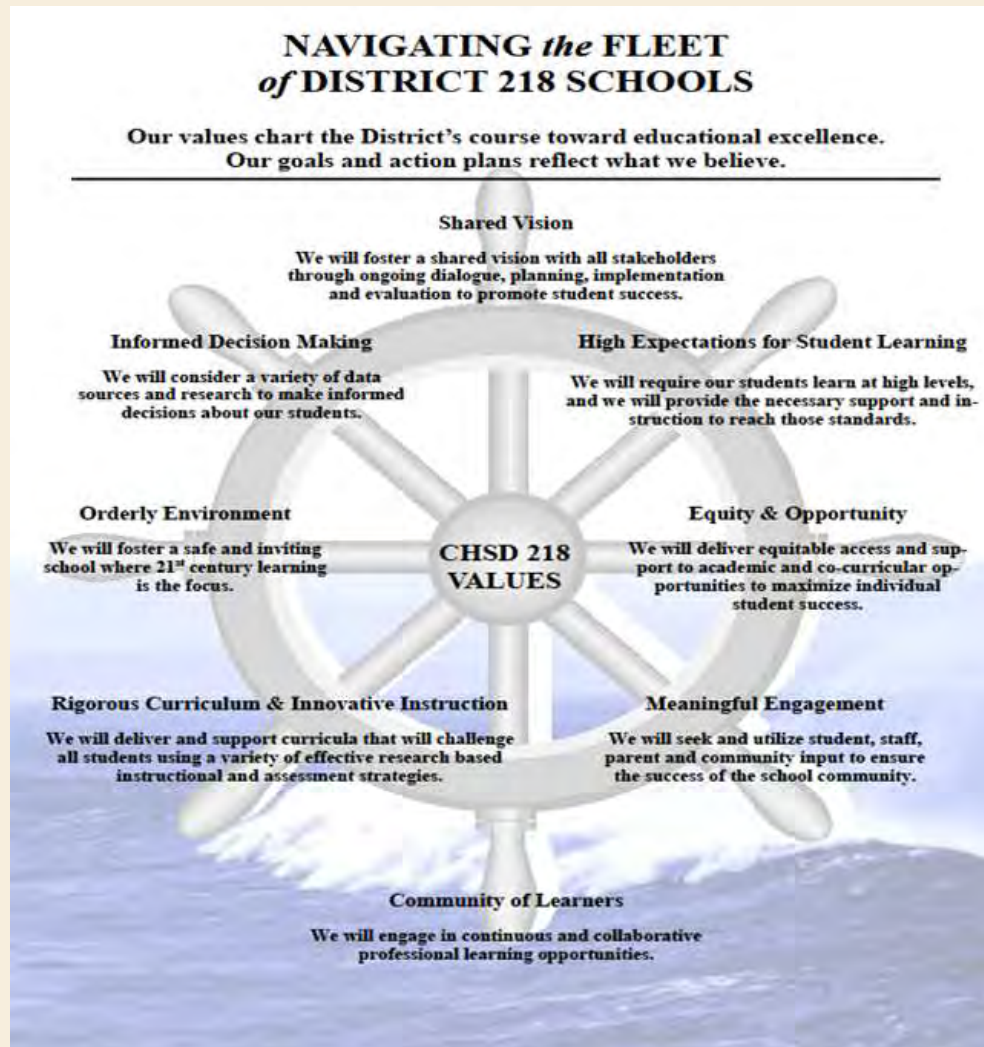 NAVIGATING the FLEET
of DISTRICT 218 SCHOOLS
Our values chart the District's course toward educational excellence.
Our goals and action plans reflect what we believe.
Shared Vision
We will foster a shared vision with all stakeholders
through ongoing dialogue, planning, implementation
and evaluation to promote student success.
Informed Decision Making
We will consider a variety of data
sources and research to make informed
decisions about our students.
High Expectations for Student Learning
We will require our students learn at high levels,
and we will provide the necessary support and in-
struction to reach those standards.
Orderly Environment
We will foster a safe and inviting
school where 21st century learning
is the focus.
CHSD 218
VALUES
Equity & Opportunity
We will deliver equitable access and sup-
port to academic and co-curricular op-
portunities to maximize individual
student success.
Rigorous Curriculum & Innovative Instruction
We will deliver and support curricula that will challenge
all students using a variety of effective research based
instructional and assessment strategies.
Meaningful Engagement
We will seek and utilize student, staff,
parent and community input to ensure
the success of the school community.
Community of Learners
We will engage in continuous and collaborative
professional learning opportunities.